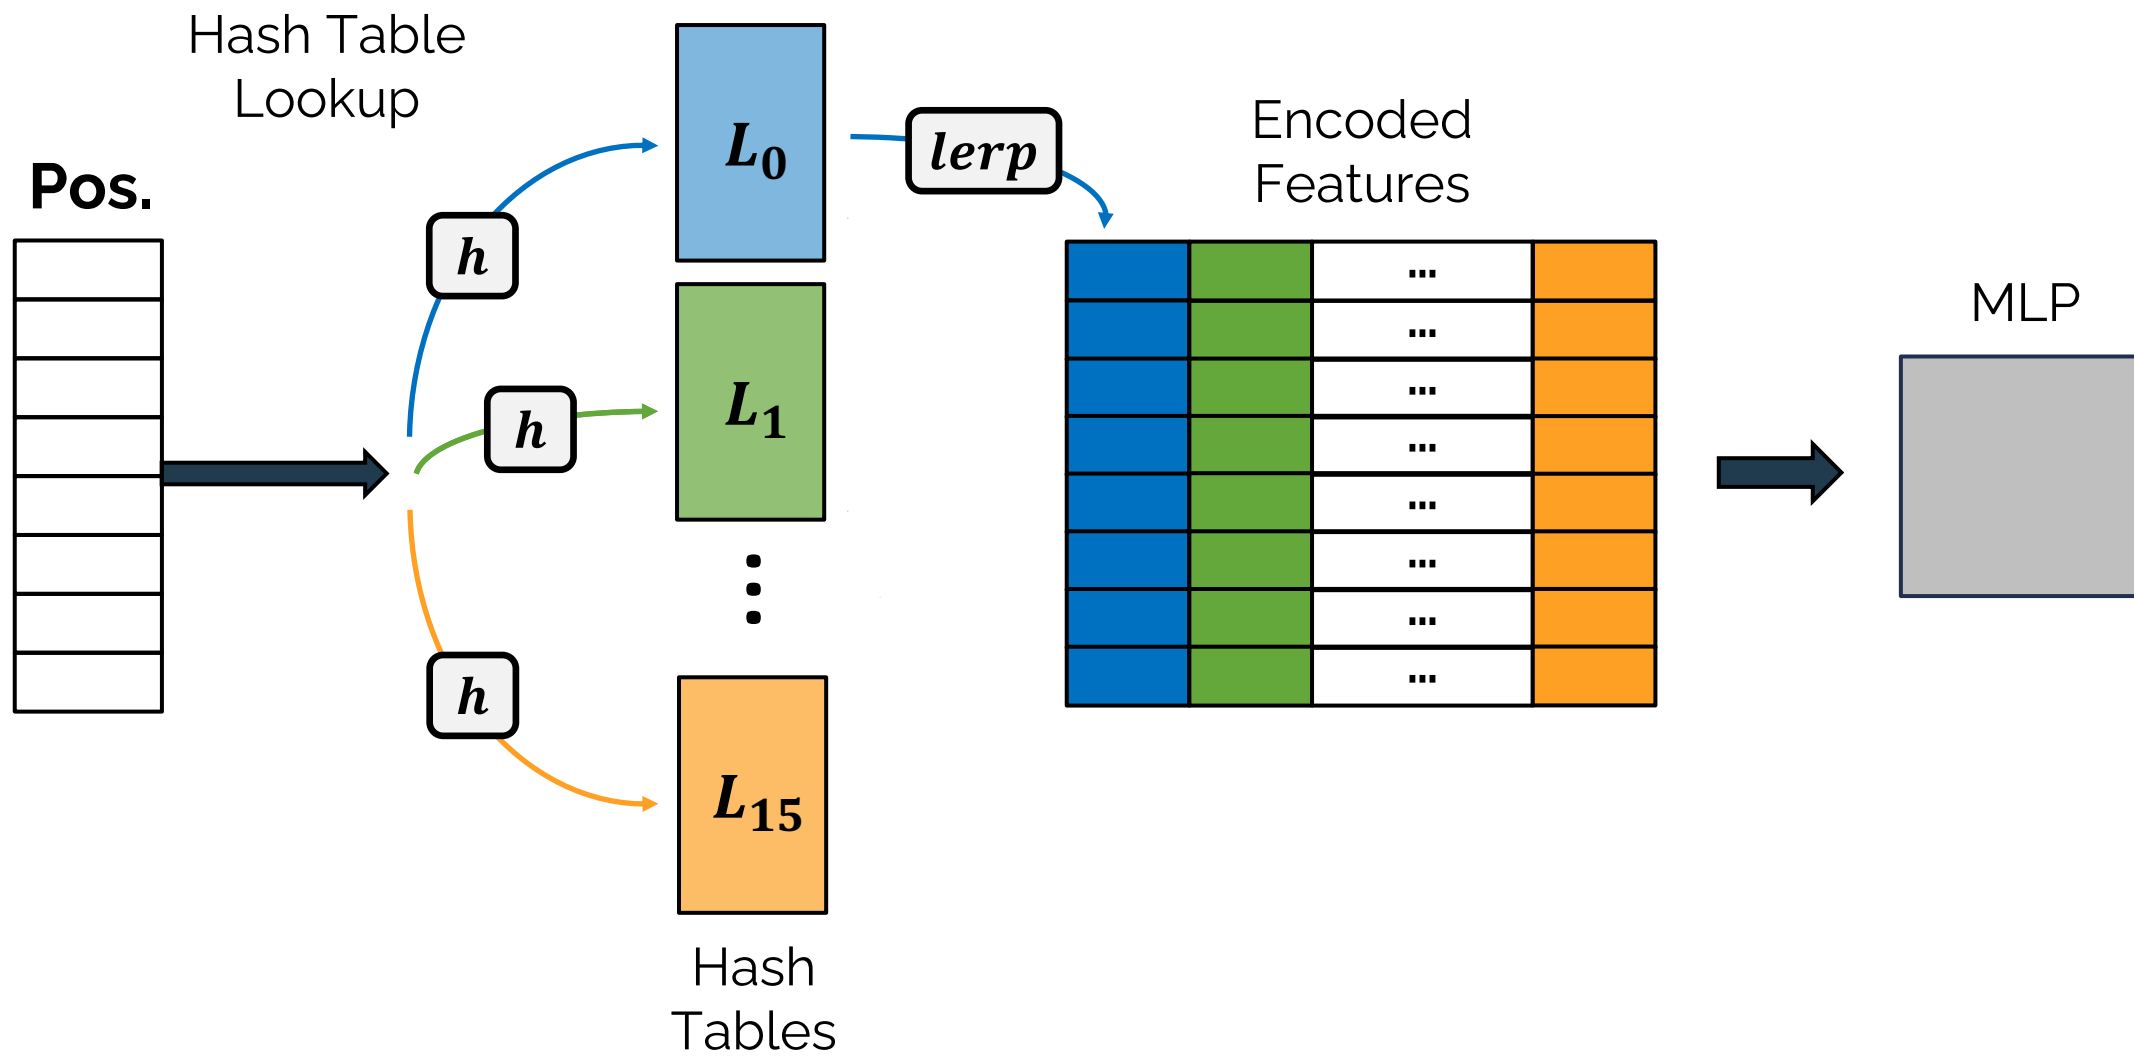 Hash Table
Lookup
Pos.
h
h
h
L₀
L₁
⋮
L₁₅
Hash
Tables
lerp
Encoded
Features
...
...
...
...
...
...
...
...
MLP